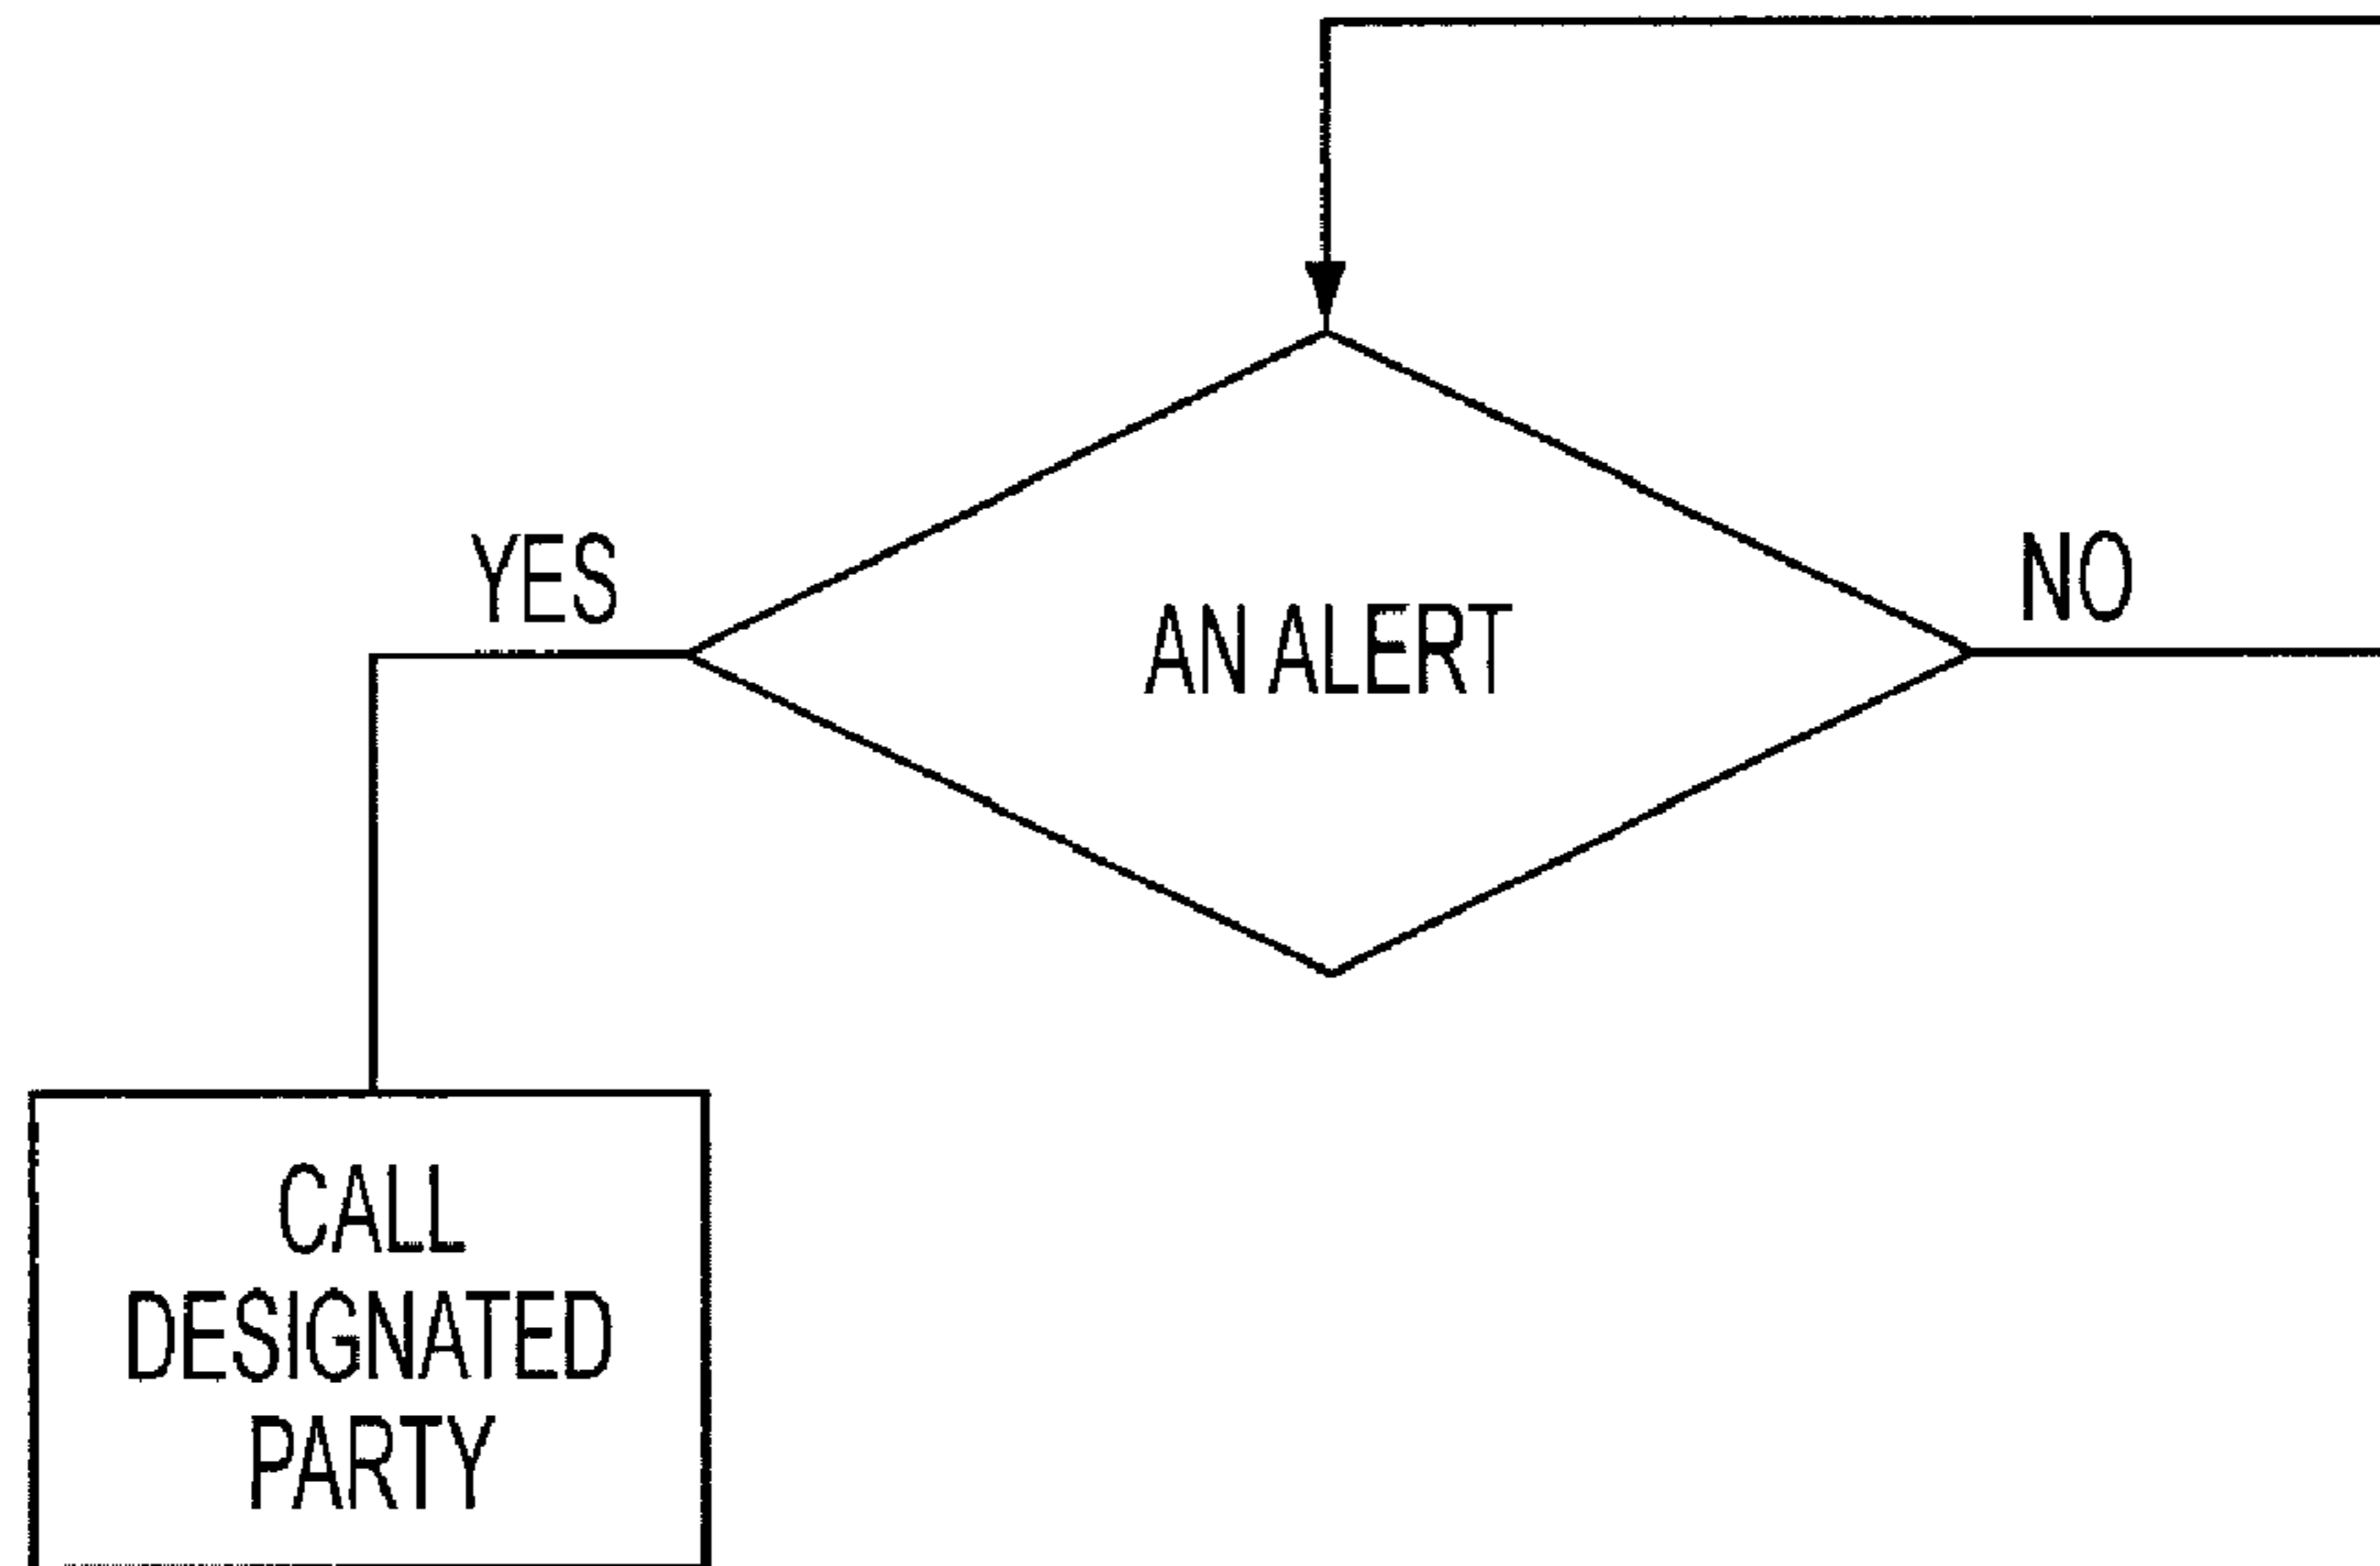 YES
NO
AN ALERT
CALL
DESIGNATED
PARTY